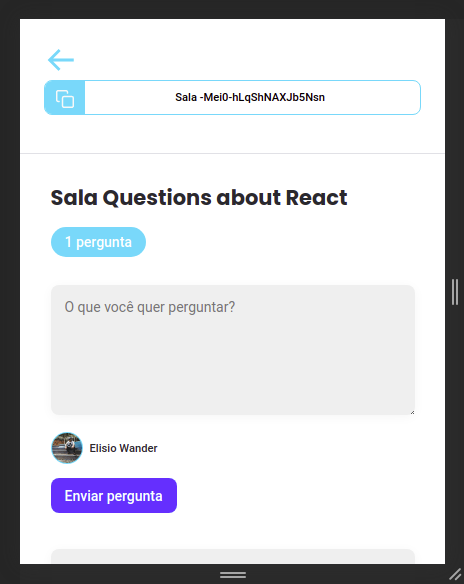 Sala -Mei0-hLqShNAXJb5Nsn
Sala Questions about React
1 pergunta
O que você quer perguntar?
Elisio Wander
Enviar pergunta